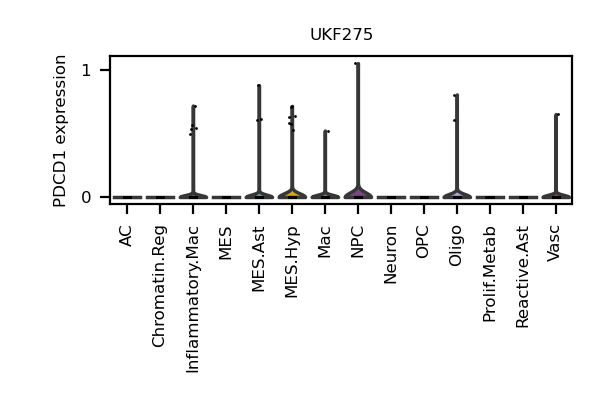 UKF275
PDCD1 expression
1
0
AC
Chromatin.Reg
Inflammatory.Mac
MES
MES.Ast
MES.Hyp
Mac
NPC
Neuron
OPC
Oligo
Prolif.Metab
Reactive.Ast
Vasc